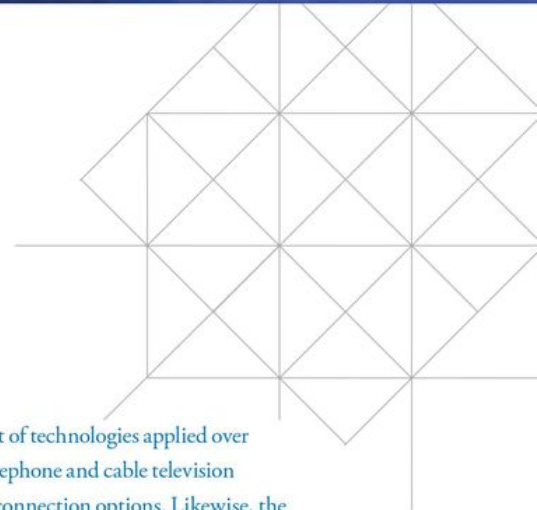 t of technologies applied over
ephone and cable television
connection options. Likewise, the